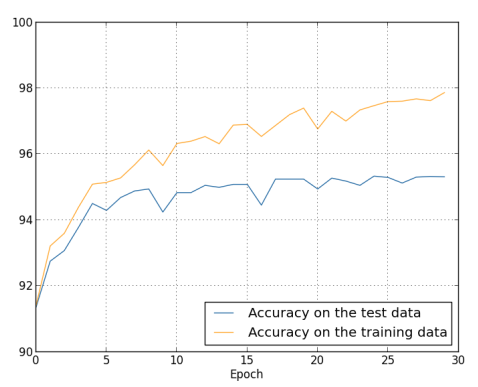 100
98
96
94
92
90
0 5 10 15 20 25 30
Epoch
Accuracy on the test data
Accuracy on the training data